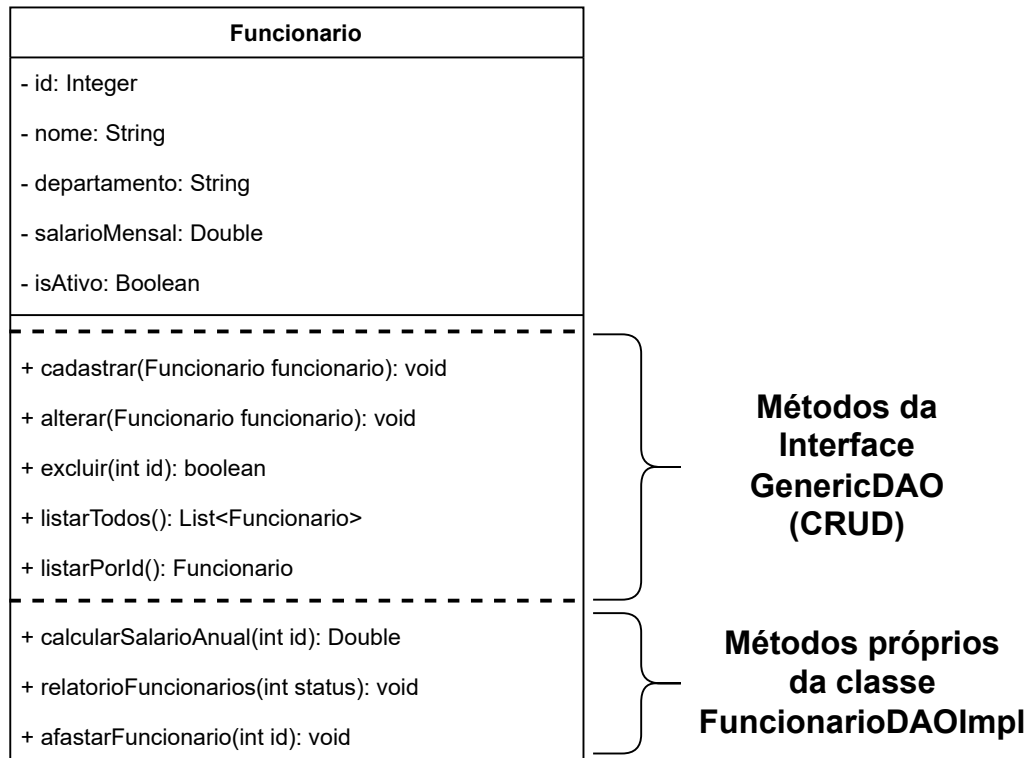 Funcionario
- id: Integer
- nome: String
- departamento: String
- salarioMensal: Double
- isAtivo: Boolean
+ cadastrar(Funcionario funcionario): void
+ alterar(Funcionario funcionario): void
+ excluir(int id): boolean
+ listarTodos(): List<Funcionario>
+ listarPorId(): Funcionario
Métodos da
Interface
GenericDAO
(CRUD)
+ calcularSalarioAnual(int id): Double
+ relatorioFuncionarios(int status): void
+ afastarFuncionario(int id): void
Métodos próprios
da classe
FuncionarioDAOImpl